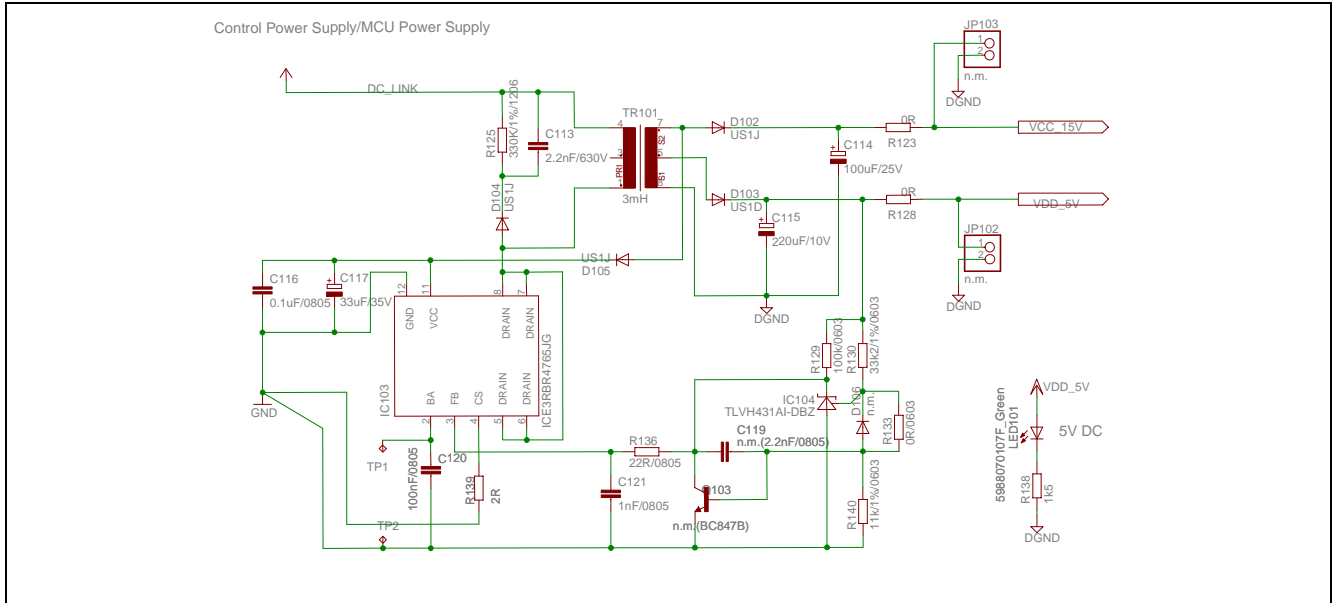 Control Power Supply/MCU Power Supply
JP103
1
2
n.m.
DGND
DC_LINK
R125
330K/1%/1206
C113
2.2nF/630V
TR101
4
PRI
1
7
S2
S1
3mH
D102
US1J
C114
100uF/25V
0R
R123
VCC_15V
D104
US1J
D103
US1D
C115
220uF/10V
0R
R128
VDD_5V
JP102
1
2
n.m.
DGND
US1J
D105
DGND
C116
0.1uF/0805
C117
33uF/35V
12
11
8
7
GND
VCC
DRAIN
DRAIN
IC103
ICE3RBR4765JG
BA
FB
CS
DRAIN
DRAIN
2
3
4
5
6
GND
R129
100k/0603
R130
33k2/1%/0603
IC104
TLVH431AI-DBZ
D106
n.m.
R133
0R/0603
VDD_5V
5988070107F_Green
LED101
5V DC
R138
1k5
DGND
TP1
C120
100nF/0805
R139
2R
R136
22R/0805
C119
n.m.(2.2nF/0805)
C121
1nF/0805
Q103
n.m.(BC847B)
R140
11k/1%/0603
TP2